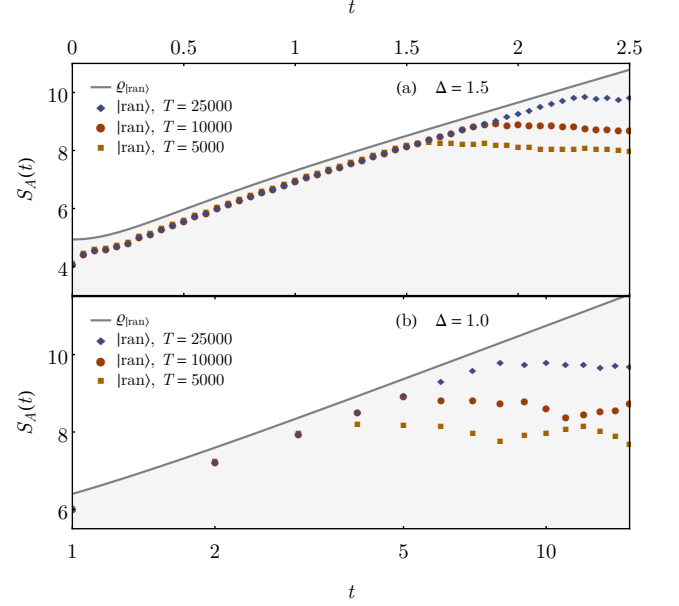 t
0 0.5 1 1.5 2 2.5
(a) Δ = 1.5
ϱ|ran⟩
|ran⟩, T = 25000
|ran⟩, T = 10000
|ran⟩, T = 5000
10
8
6
4
S_A(t)
(b) Δ = 1.0
ϱ|ran⟩
|ran⟩, T = 25000
|ran⟩, T = 10000
|ran⟩, T = 5000
10
8
6
S_A(t)
1 2 5 10
t